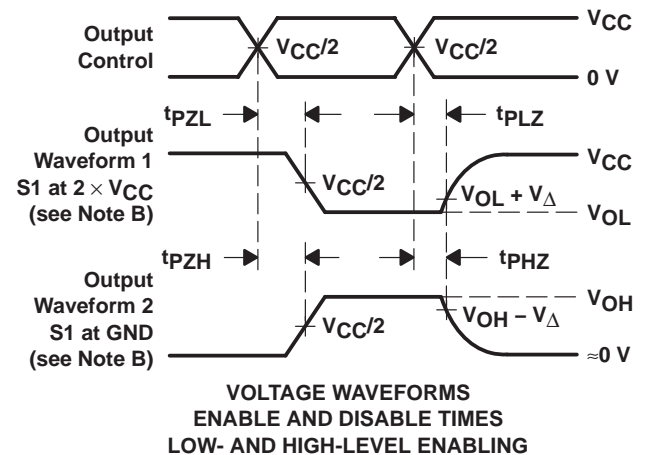 Output
Control
VCC/2
VCC/2
VCC
0 V
tPZL
tPLZ
Output
Waveform 1
S1 at 2 × VCC
(see Note B)
VCC/2
VCC
VOL + VΔ
VOL
tPZH
tPHZ
Output
Waveform 2
S1 at GND
(see Note B)
VCC/2
VOH
VOH − VΔ
≈0 V
VOLTAGE WAVEFORMS
ENABLE AND DISABLE TIMES
LOW- AND HIGH-LEVEL ENABLING